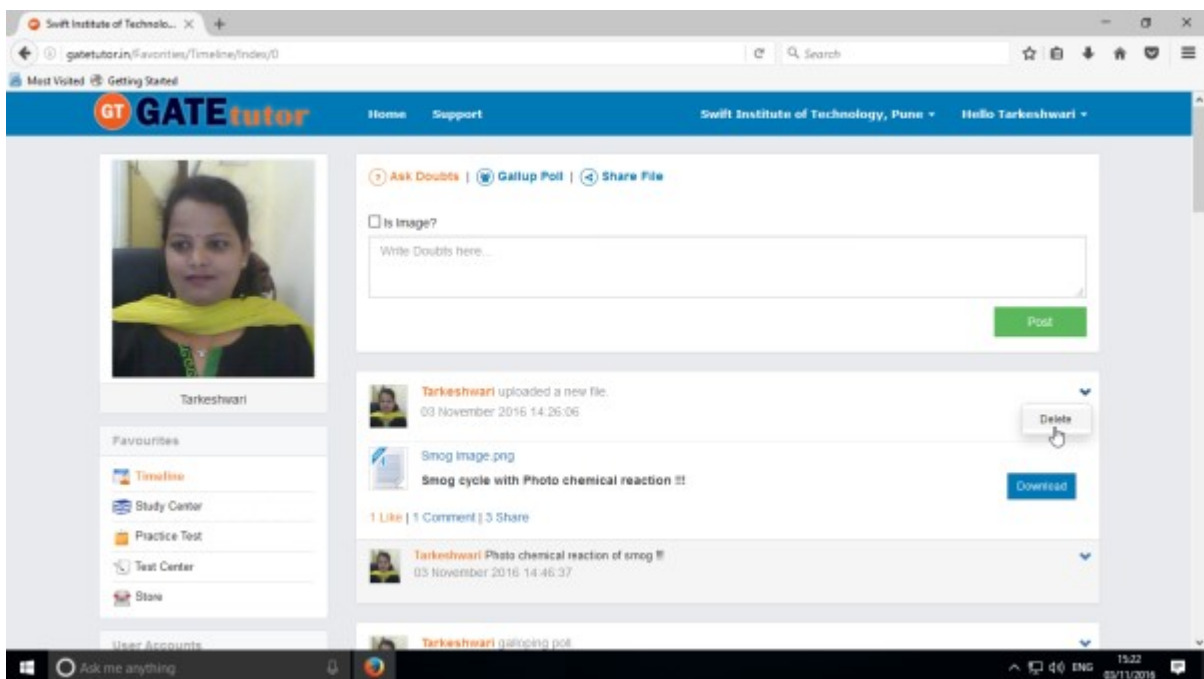 Swift Institute of Technolo...
gatetutor.in/Favorities/Timeline/Index/0
Search
Most Visited Getting Started
GT GATEtutor
Home Support Swift Institute of Technology, Pune Hello Tarkeshwari
Ask Doubts | Gallup Poll | Share File
Is Image?
Write Doubts here...
Post
Tarkeshwari
Favourites
Timeline
Study Center
Practice Test
Test Center
Store
User Accounts
Tarkeshwari uploaded a new file.
03 November 2016 14:26:06
Delete
Smog Image.png
Smog cycle with Photo chemical reaction !!!
Download
1 Like | 1 Comment | 3 Share
Tarkeshwari Photo chemical reaction of smog !!!
03 November 2016 14:46:37
Tarkeshwari galloping poll
Ask me anything
ENG
15:22
03/11/2016